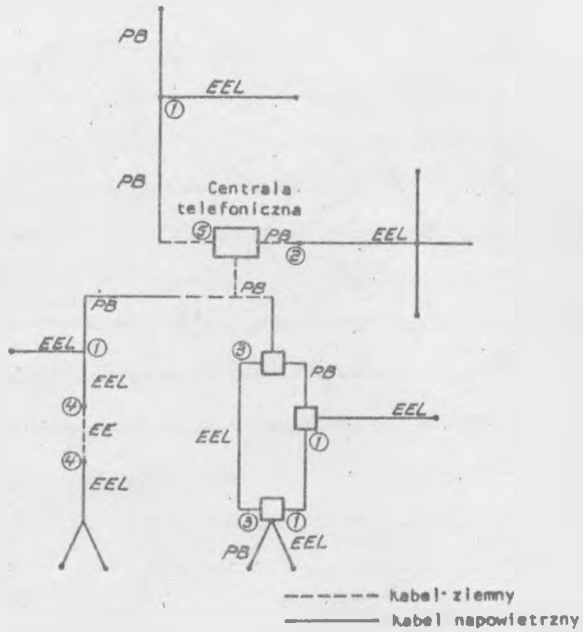 PB
EEL
①
PB
Centrala
telefoniczna
⑤
PB
②
EEL
PB
PB
EEL
①
③
PB
EEL
④
EEL
EEL
①
EE
④
EEL
③
①
PB
EEL
Kabel ziemny
Kabel napowietrzny